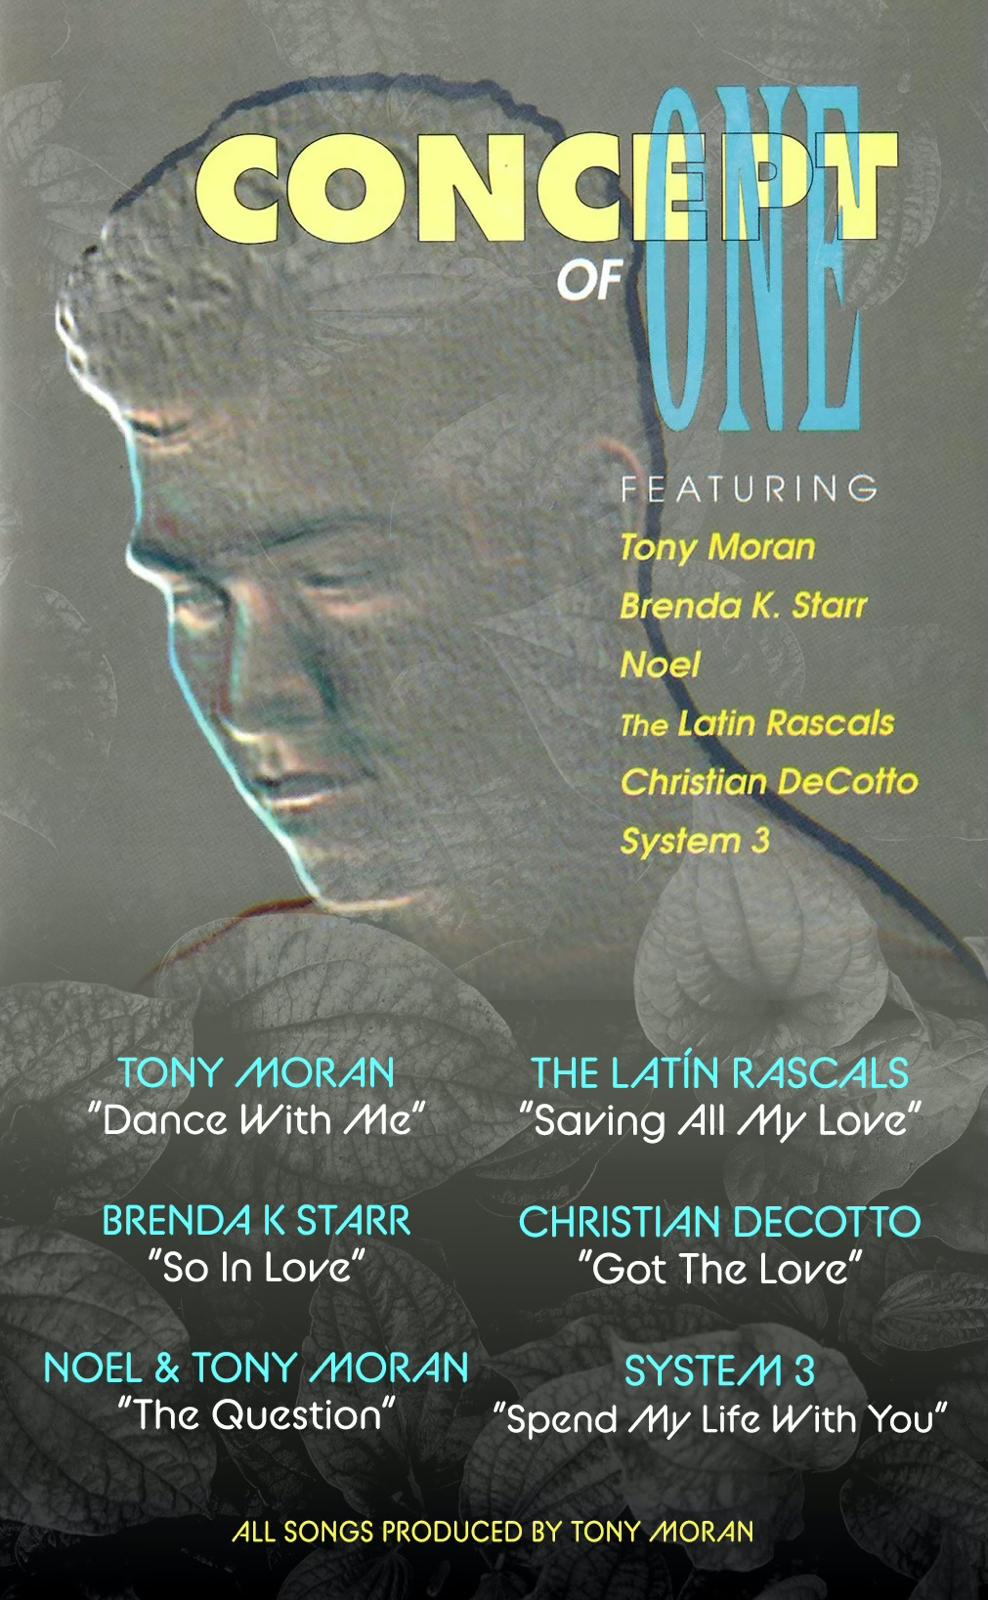 CONCEPT
OF ONE
FEATURING
Tony Moran
Brenda K. Starr
Noel
The Latin Rascals
Christian DeCotto
System 3
TONY MORAN
"Dance With Me"
THE LATÍN RASCALS
"Saving All My Love"
BRENDA K STARR
"So In Love"
CHRISTIAN DECOTTO
"Got The Love"
NOEL & TONY MORAN
"The Question"
SYSTEM 3
"Spend My Life With You"
ALL SONGS PRODUCED BY TONY MORAN